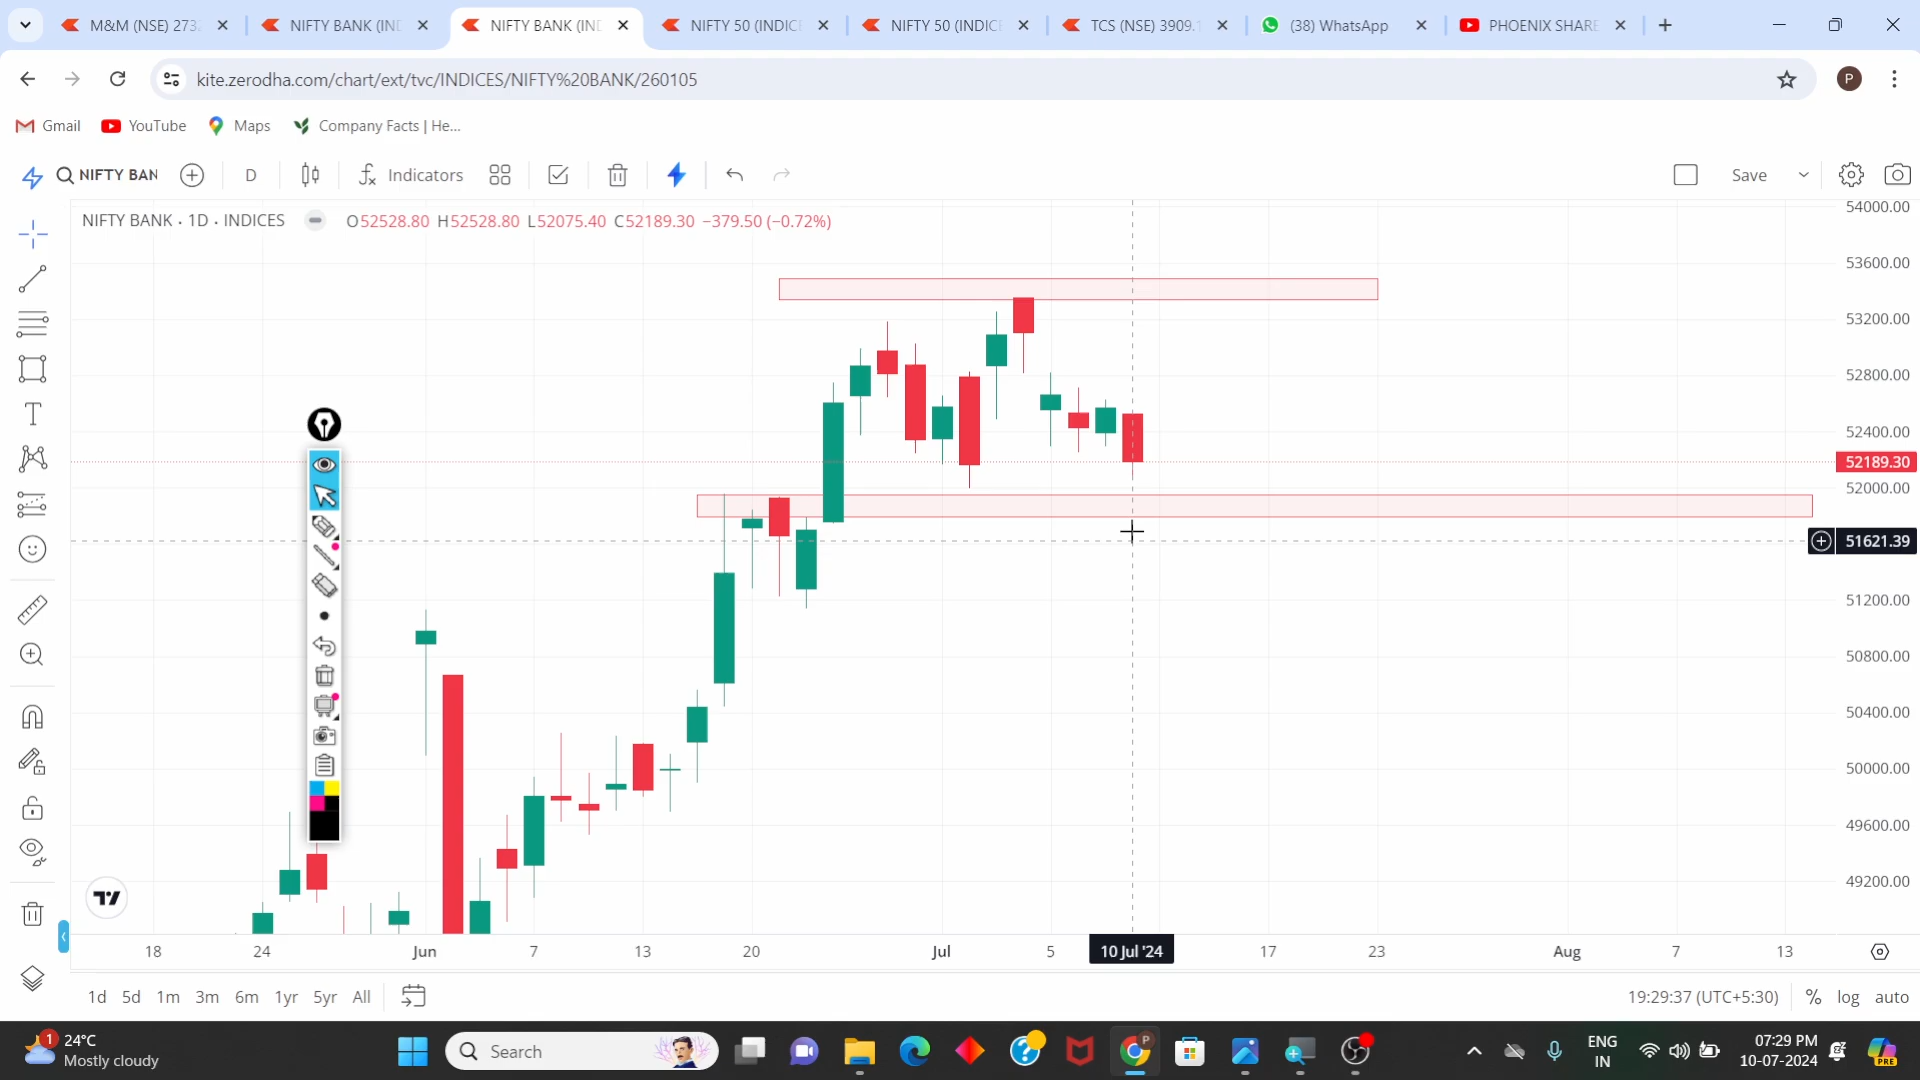 M&M (NSE) 273
NIFTY BANK (IN
NIFTY BANK (IND
NIFTY 50 (INDICE
NIFTY 50 (INDICE
TCS (NSE) 3909.
(38) WhatsApp
PHOENIX SHARE
kite.zerodha.com/chart/ext/tvc/INDICES/NIFTY%20BANK/260105
P
Gmail
YouTube
Maps
Company Facts | He...
NIFTY BAN
D
Indicators
Save
NIFTY BANK · 1D · INDICES
O52528.80 H52528.80 L52075.40 C52189.30 −379.50 (−0.72%)
54000.00
53600.00
53200.00
52800.00
52400.00
52189.30
52000.00
51621.39
51200.00
50800.00
50400.00
50000.00
49600.00
49200.00
18
24
Jun
7
13
20
Jul
5
10 Jul '24
17
23
Aug
7
13
1d
5d
1m
3m
6m
1yr
5yr
All
19:29:37 (UTC+5:30)
%
log
auto
1
24°C
Mostly cloudy
Search
ENG
IN
07:29 PM
10-07-2024
PRE